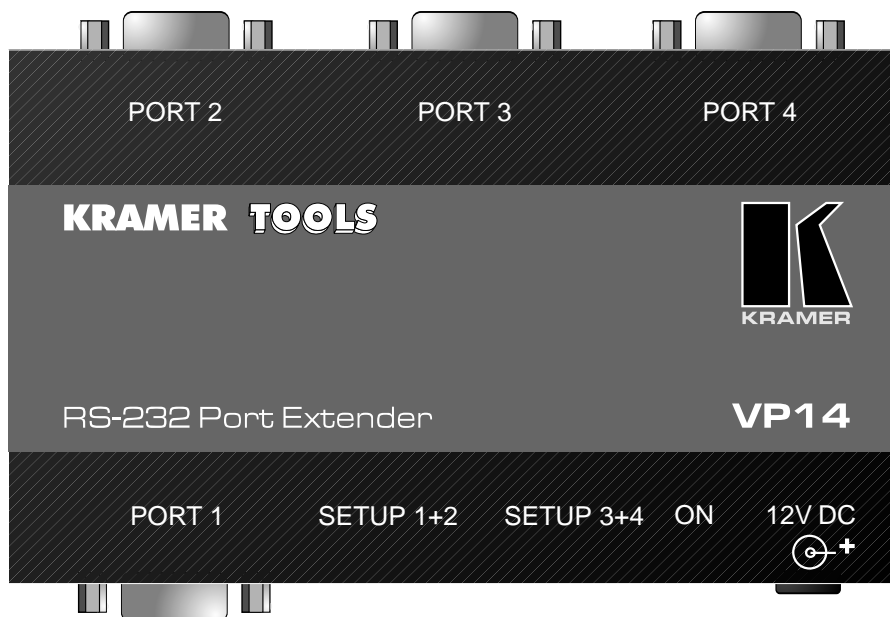 PORT 2 PORT 3 PORT 4
KRAMER TOOLS
KRAMER
RS-232 Port Extender VP14
PORT 1 SETUP 1+2 SETUP 3+4 ON 12V DC
+